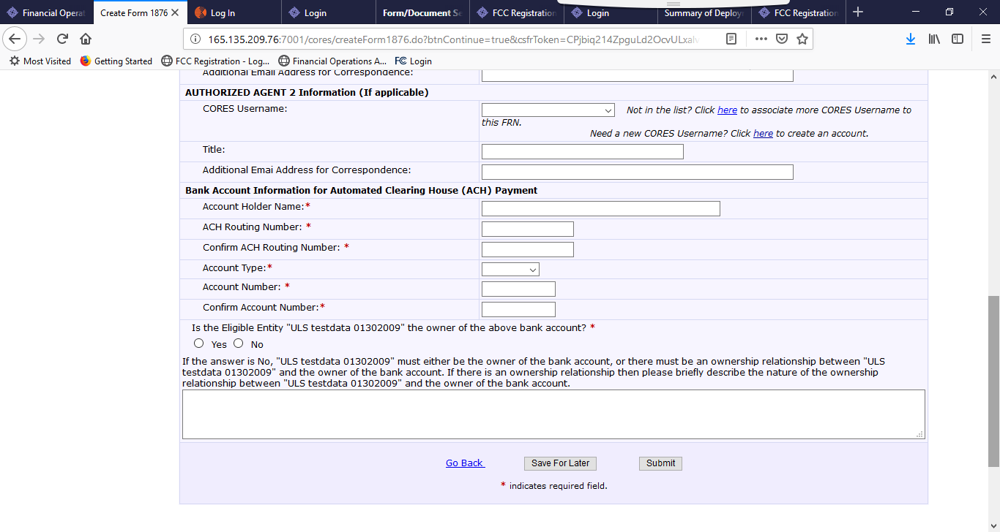 Financial Operat
Create Form 1876
Log In
Login
Form/Document Se
FCC Registration
Login
Summary of Deploy
FCC Registration
165.135.209.76:7001/cores/createForm1876.do?btnContinue=true&csfrToken=CPjbiq214ZpguLd2OcvULxalv
Most Visited
Getting Started
FCC Registration - Log...
Financial Operations A...
FC Login
Additional Email Address for Correspondence:
AUTHORIZED AGENT 2 Information (If applicable)
CORES Username:
Not in the list? Click here to associate more CORES Username to
this FRN.
Need a new CORES Username? Click here to create an account.
Title:
Additional Emai Address for Correspondence:
Bank Account Information for Automated Clearing House (ACH) Payment
Account Holder Name:*
ACH Routing Number: *
Confirm ACH Routing Number: *
Account Type:*
Account Number: *
Confirm Account Number:*
Is the Eligible Entity "ULS testdata 01302009" the owner of the above bank account? *
Yes No
If the answer is No, "ULS testdata 01302009" must either be the owner of the bank account, or there must be an ownership relationship between "ULS
testdata 01302009" and the owner of the bank account. If there is an ownership relationship then please briefly describe the nature of the ownership
relationship between "ULS testdata 01302009" and the owner of the bank account.
Go Back Save For Later Submit
* indicates required field.